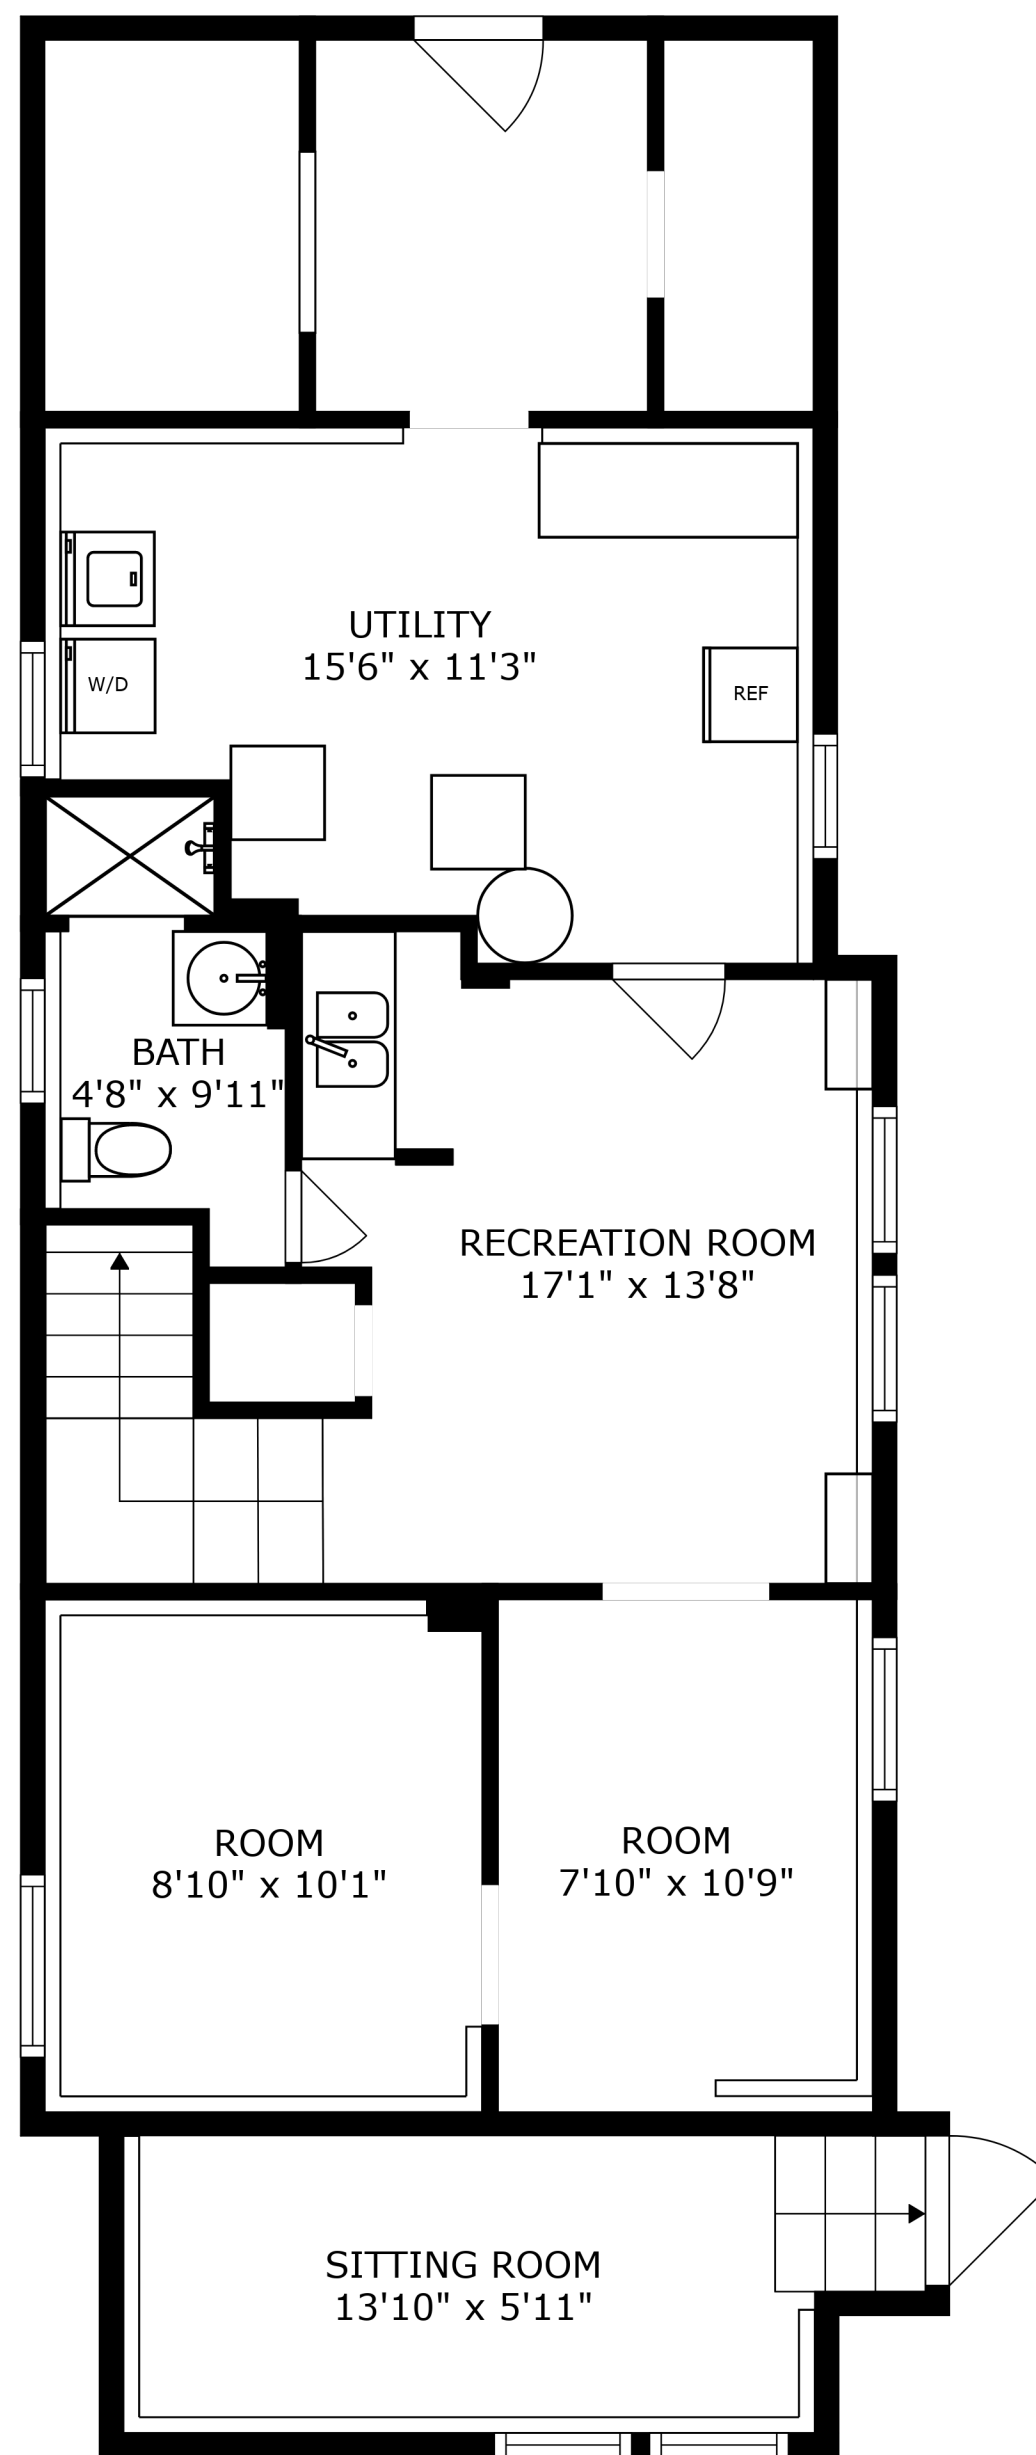 UTILITY
15'6" x 11'3"
W/D
REF
BATH
4'8" x 9'11"
RECREATION ROOM
17'1" x 13'8"
ROOM
8'10" x 10'1"
ROOM
7'10" x 10'9"
SITTING ROOM
13'10" x 5'11"